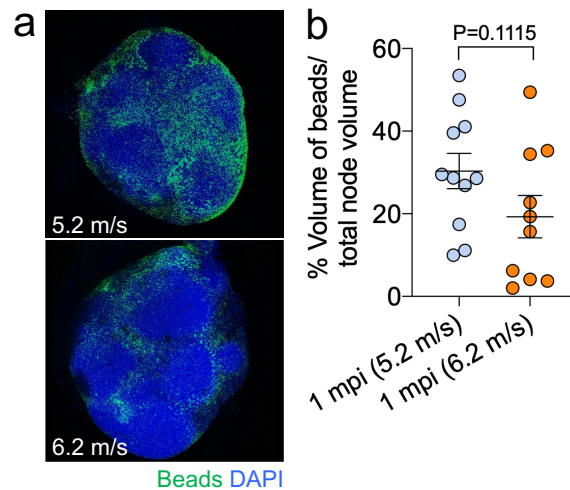 a
5.2 m/s
6.2 m/s
Beads DAPI
b
P=0.1115
% Volume of beads/
total node volume
60
40
20
0
1 mpi (5.2 m/s)
1 mpi (6.2 m/s)